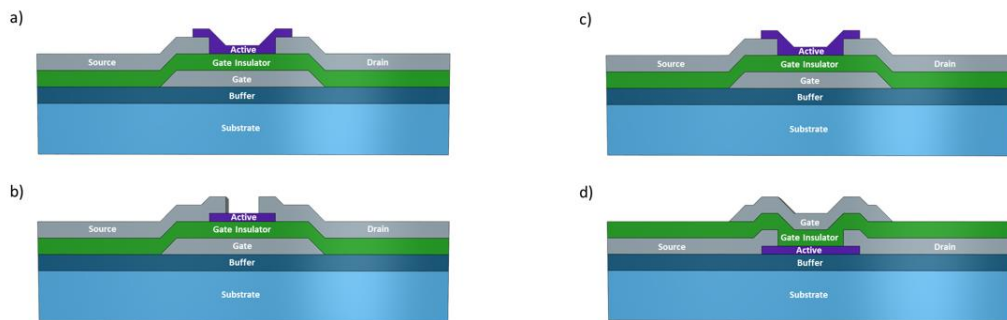 a)
Active
Source
Gate Insulator
Drain
Gate
Buffer
Substrate
c)
Active
Source
Gate Insulator
Drain
Gate
Buffer
Substrate
b)
Active
Source
Gate Insulator
Drain
Gate
Buffer
Substrate
d)
Gate
Gate Insulator
Source
Active
Drain
Buffer
Substrate